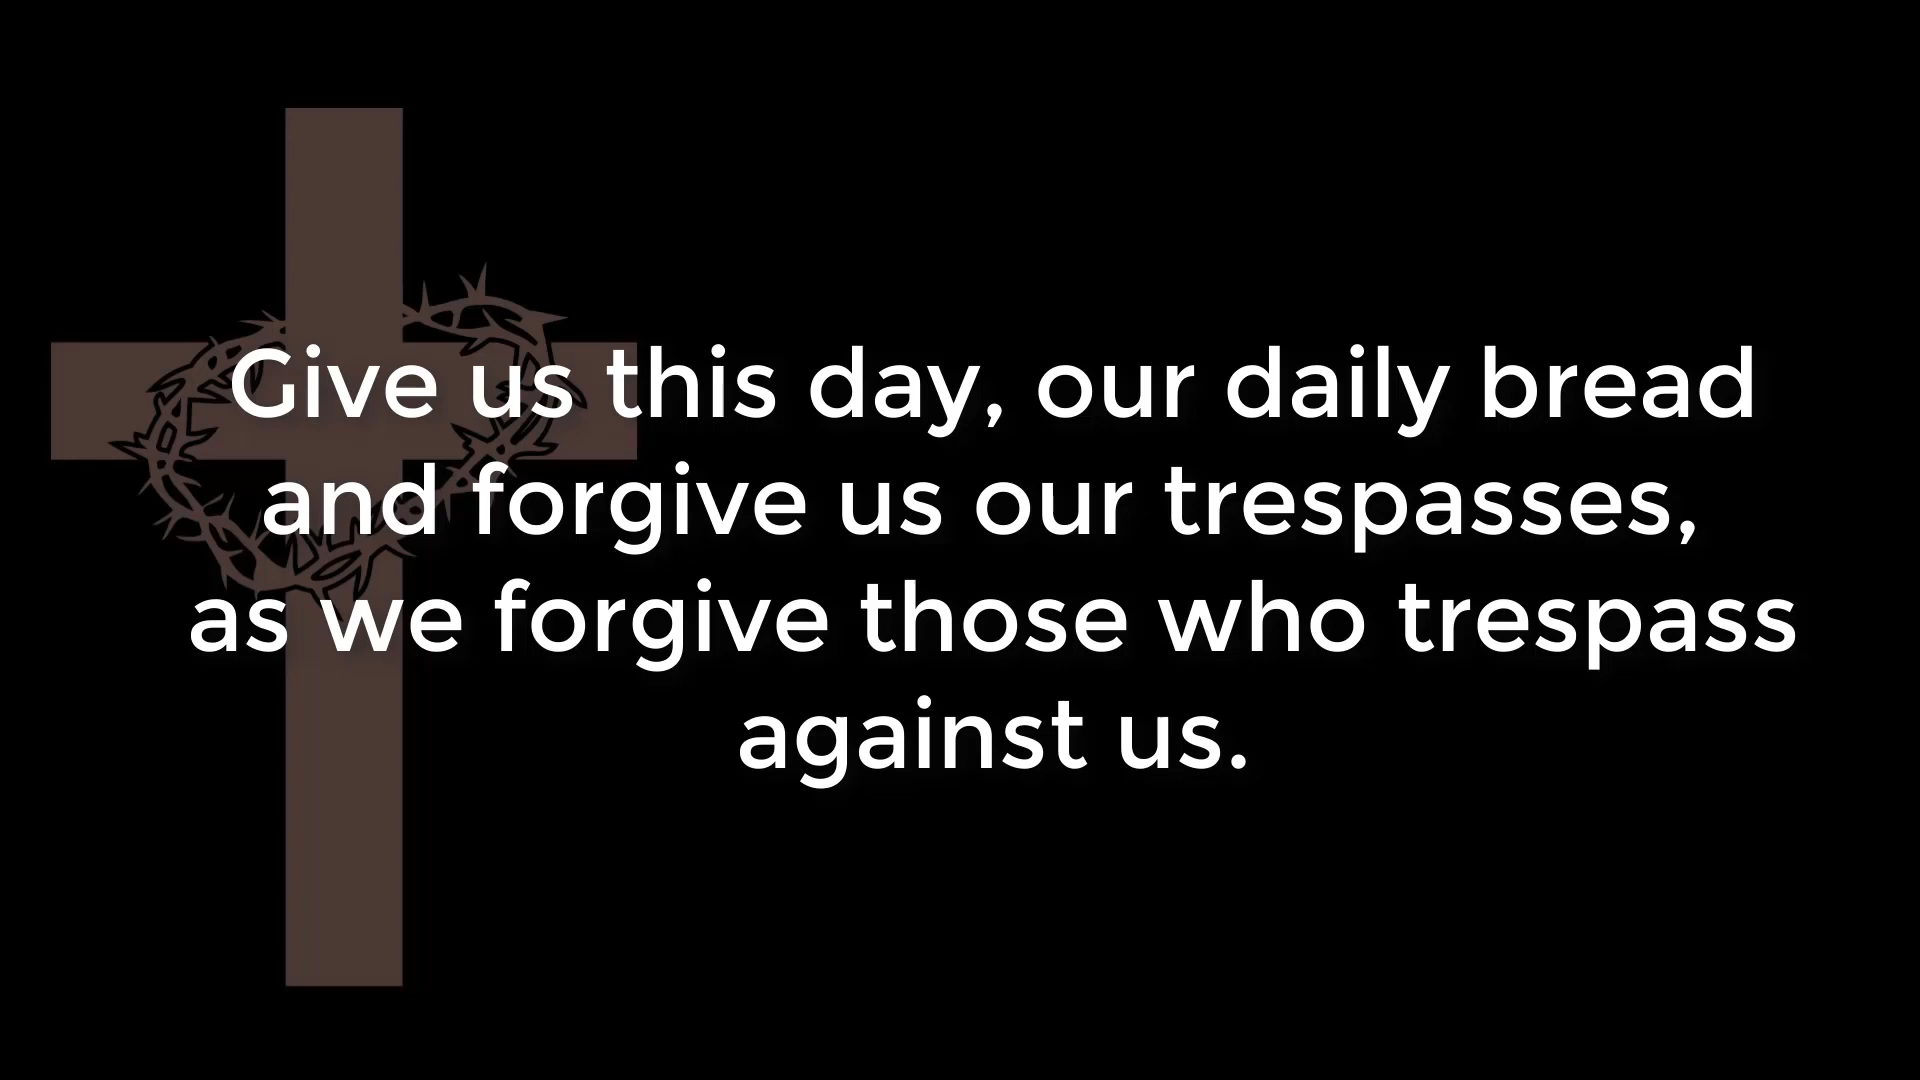 Give us this day, our daily bread
and forgive us our trespasses,
as we forgive those who trespass
against us.